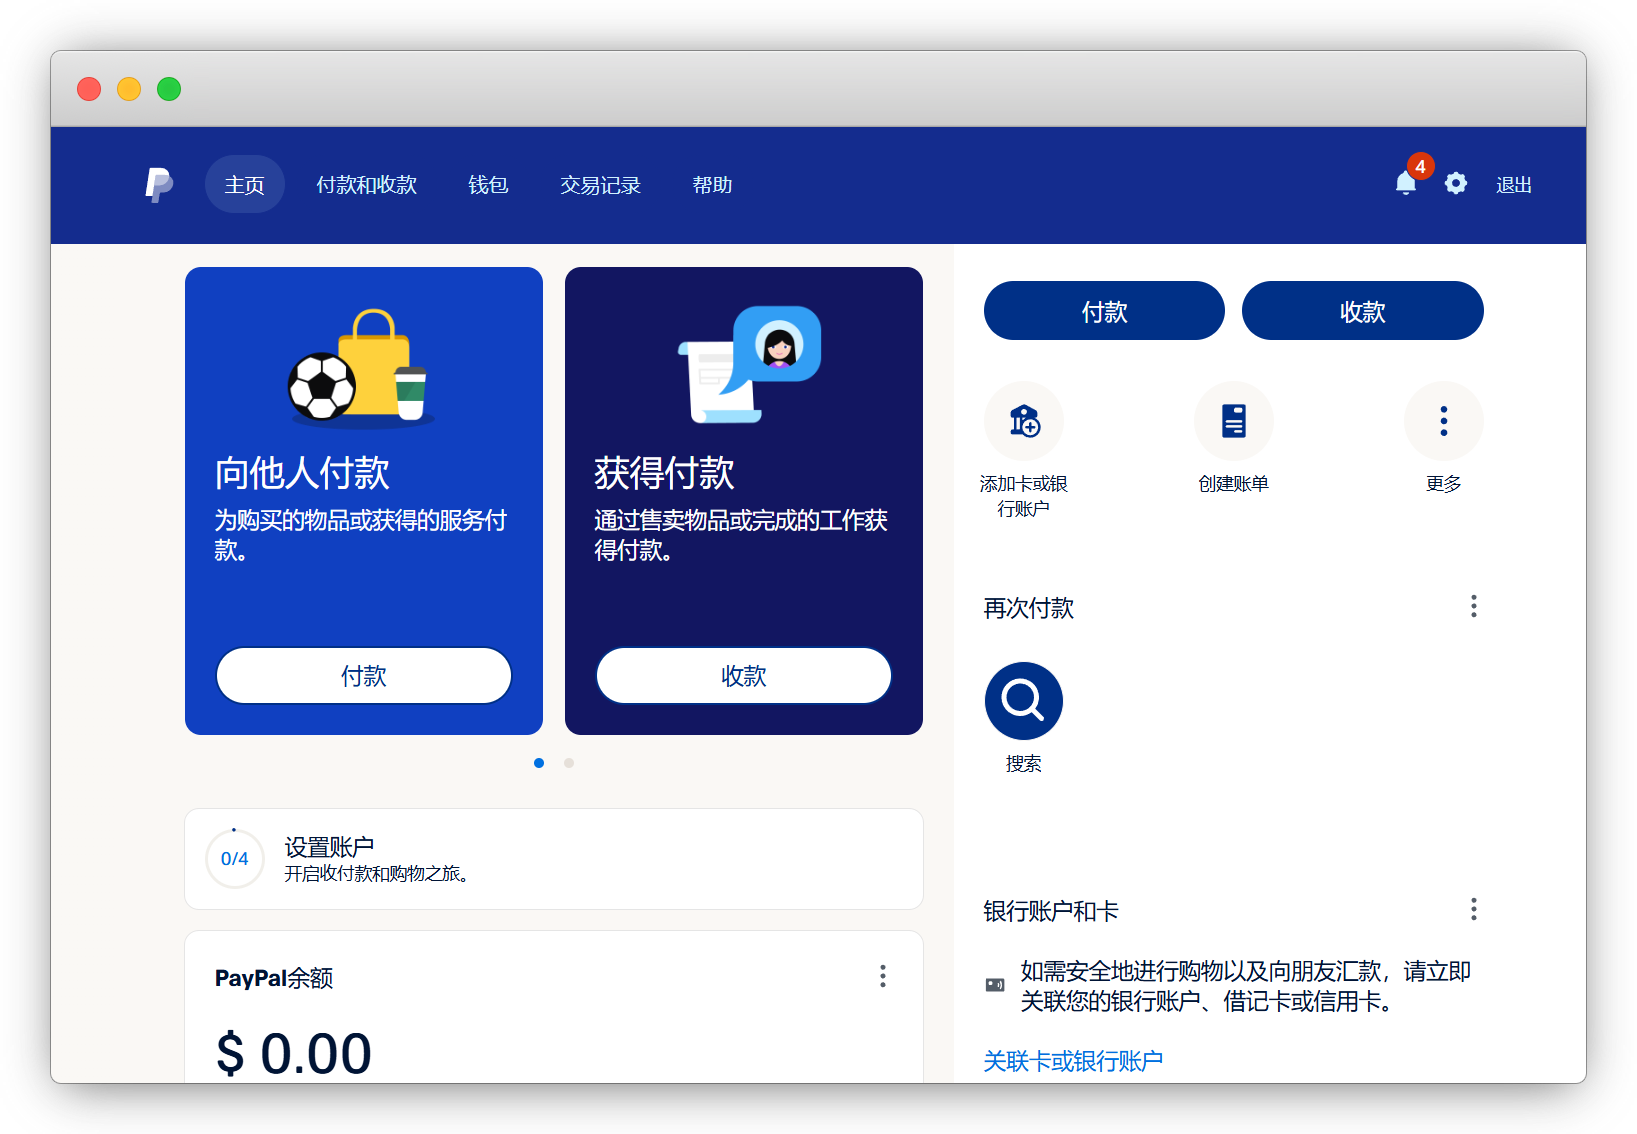 主页
付款和收款
钱包
交易记录
帮助
4
退出
向他人付款
为购买的物品或获得的服务付
款。
付款
获得付款
通过售卖物品或完成的工作获
得付款。
收款
0/4
设置账户
开启收付款和购物之旅。
PayPal余额
$ 0.00
付款
收款
添加卡或银
行账户
创建账单
更多
再次付款
搜索
银行账户和卡
如需安全地进行购物以及向朋友汇款，请立即
关联您的银行账户、借记卡或信用卡。
关联卡或银行账户